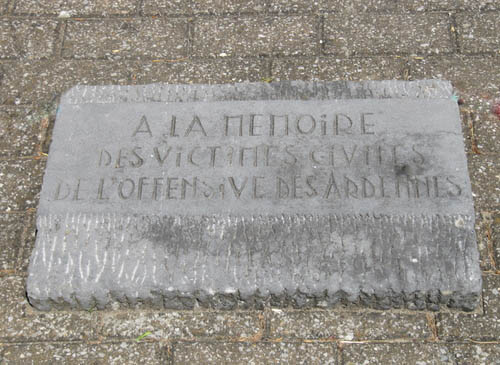 A LA MEMOiRE
DES ViCTiMES CiViLES
DE L'OFFENSiVE DES ARDENNES